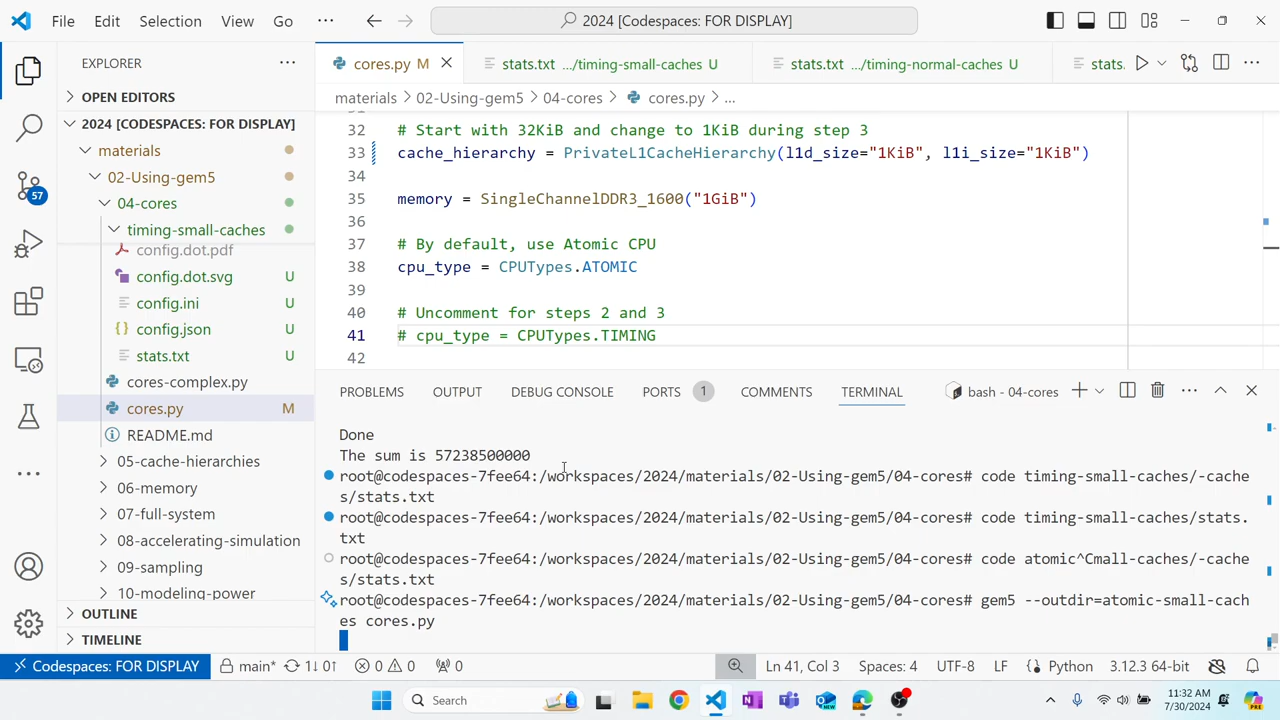 File Edit Selection View Go ··· 2024 [Codespaces: FOR DISPLAY]
EXPLORER ···
OPEN EDITORS
2024 [CODESPACES: FOR DISPLAY]
materials
02-Using-gem5
04-cores
timing-small-caches
config.dot.pdf
config.dot.svg U
config.ini U
config.json U
stats.txt U
cores-complex.py
cores.py M
README.md
05-cache-hierarchies
06-memory
07-full-system
08-accelerating-simulation
09-sampling
10-modeling-power
OUTLINE
TIMELINE
57
cores.py M stats.txt .../timing-small-caches U stats.txt .../timing-normal-caches U stats. ···
materials > 02-Using-gem5 > 04-cores > cores.py > ...
32 # Start with 32KiB and change to 1KiB during step 3
33 cache_hierarchy = PrivateL1CacheHierarchy(l1d_size="1KiB", l1i_size="1KiB")
34
35 memory = SingleChannelDDR3_1600("1GiB")
36
37 # By default, use Atomic CPU
38 cpu_type = CPUTypes.ATOMIC
39
40 # Uncomment for steps 2 and 3
41 # cpu_type = CPUTypes.TIMING
42
PROBLEMS OUTPUT DEBUG CONSOLE PORTS 1 COMMENTS TERMINAL bash - 04-cores ···
Done
The sum is 57238500000
root@codespaces-7fee64:/workspaces/2024/materials/02-Using-gem5/04-cores# code timing-small-caches/-cache
s/stats.txt
root@codespaces-7fee64:/workspaces/2024/materials/02-Using-gem5/04-cores# code timing-small-caches/stats.
txt
root@codespaces-7fee64:/workspaces/2024/materials/02-Using-gem5/04-cores# code atomic^Cmall-caches/-cache
s/stats.txt
root@codespaces-7fee64:/workspaces/2024/materials/02-Using-gem5/04-cores# gem5 --outdir=atomic-small-cach
es cores.py
Codespaces: FOR DISPLAY main* 1↓ 0↑ 0 0 0 Ln 41, Col 3 Spaces: 4 UTF-8 LF Python 3.12.3 64-bit
Search
11:32 AM
7/30/2024